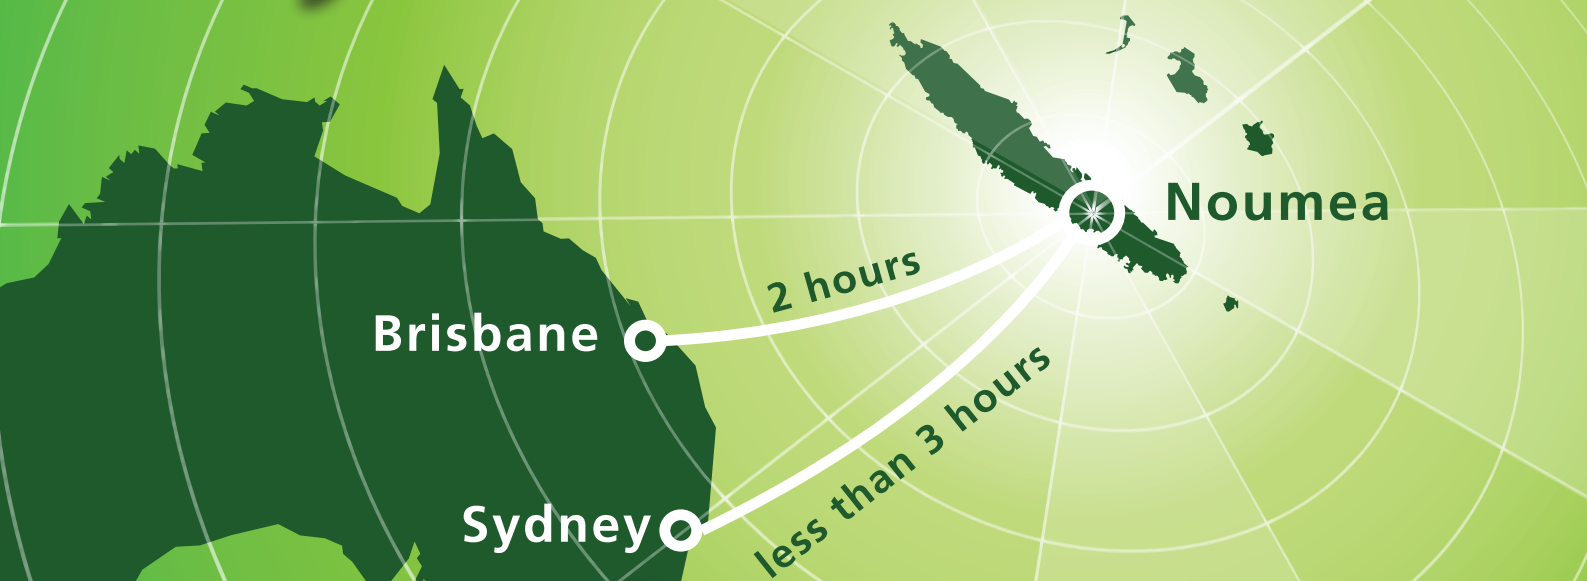 Noumea
2 hours
Brisbane
less than 3 hours
Sydney